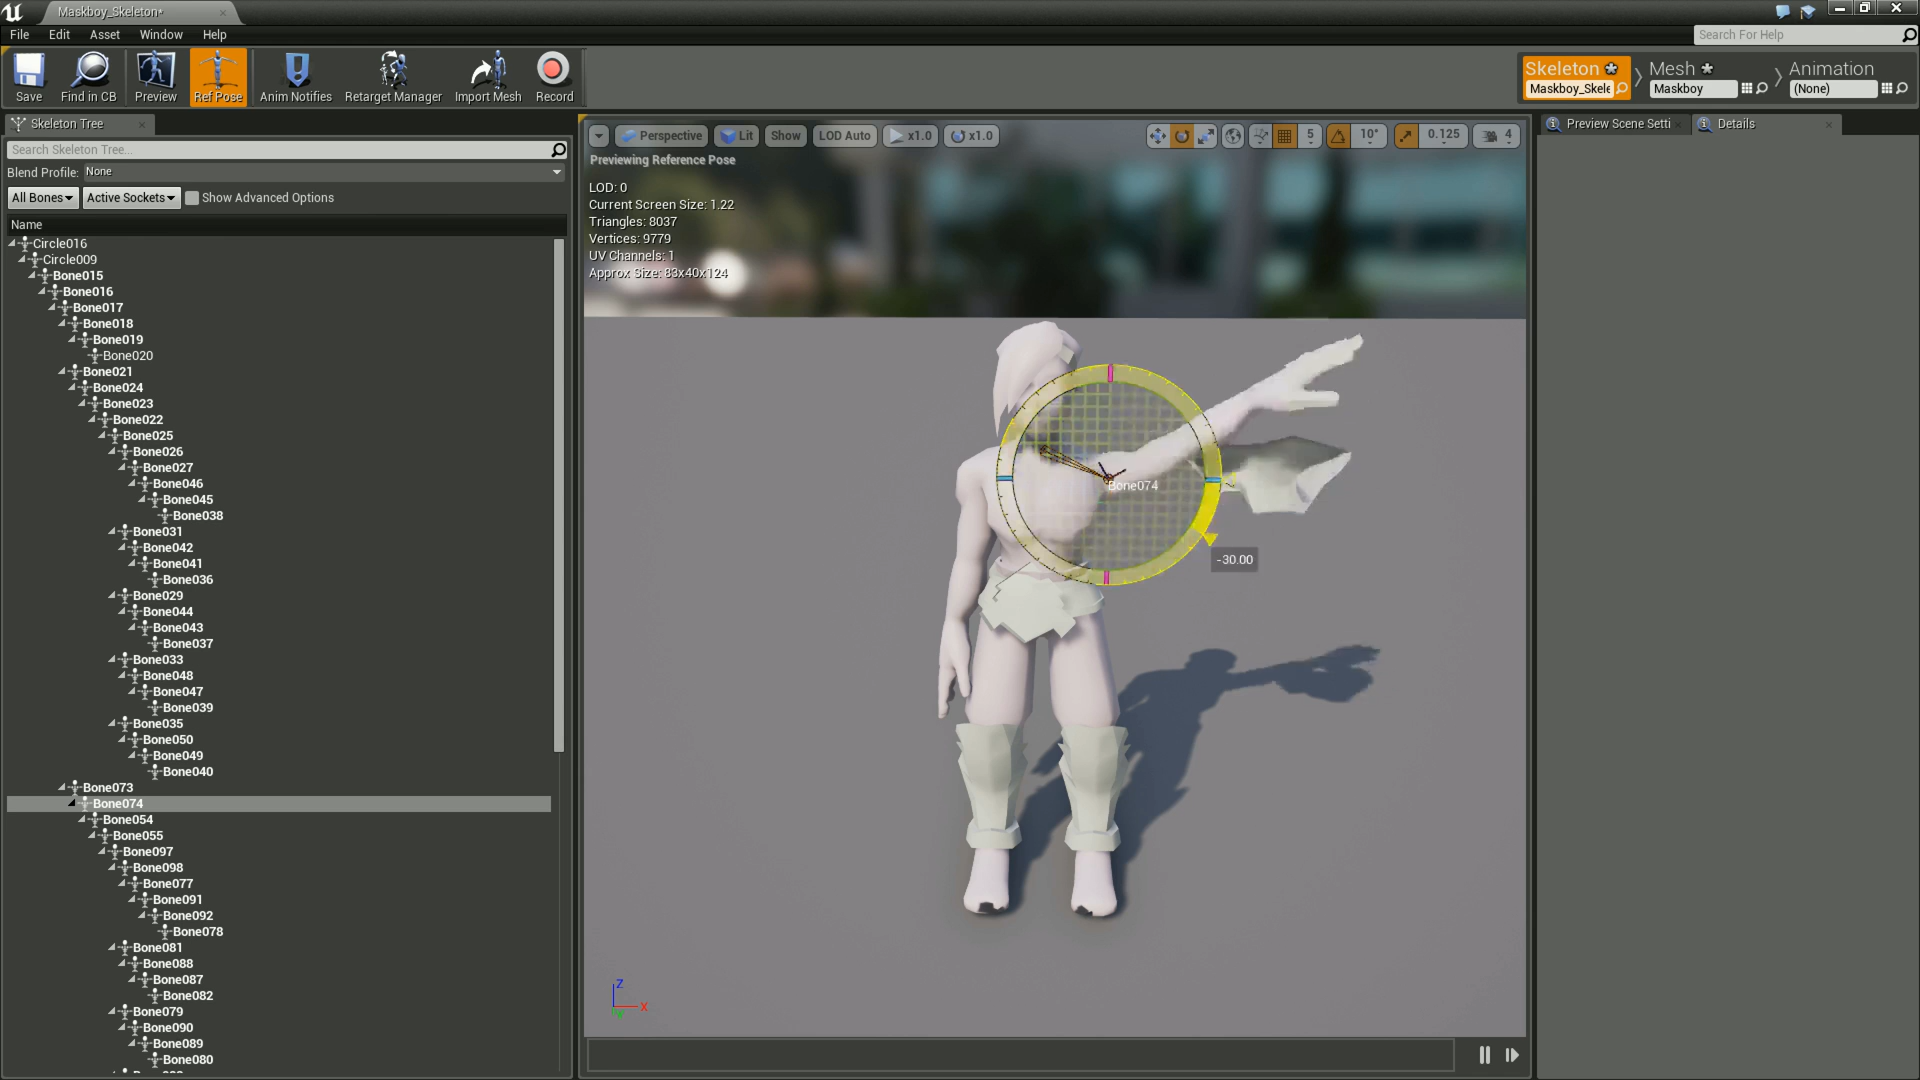 Maskboy_Skeleton*
File Edit Asset Window Help
Search For Help
Save Find in CB Preview Ref Pose Anim Notifies Retarget Manager Import Mesh Record
Skeleton Mesh Animation
Maskboy_Skele Maskboy (None)
Skeleton Tree
Search Skeleton Tree...
Blend Profile: None
All Bones Active Sockets Show Advanced Options
Name
Circle016
Circle009
Bone015
Bone016
Bone017
Bone018
Bone019
Bone020
Bone021
Bone024
Bone023
Bone022
Bone025
Bone026
Bone027
Bone046
Bone045
Bone038
Bone031
Bone042
Bone041
Bone036
Bone029
Bone044
Bone043
Bone037
Bone033
Bone048
Bone047
Bone039
Bone035
Bone050
Bone049
Bone040
Bone073
Bone074
Bone054
Bone055
Bone097
Bone098
Bone077
Bone091
Bone092
Bone078
Bone081
Bone088
Bone087
Bone082
Bone079
Bone090
Bone089
Bone080
Perspective Lit Show LOD Auto x1.0 x1.0 5 10° 0.125 4
Previewing Reference Pose
LOD: 0
Current Screen Size: 1.22
Triangles: 8037
Vertices: 9779
UV Channels: 1
Approx Size: 83x40x124
Bone074
-30.00
Z
X
Y
Preview Scene Setti Details